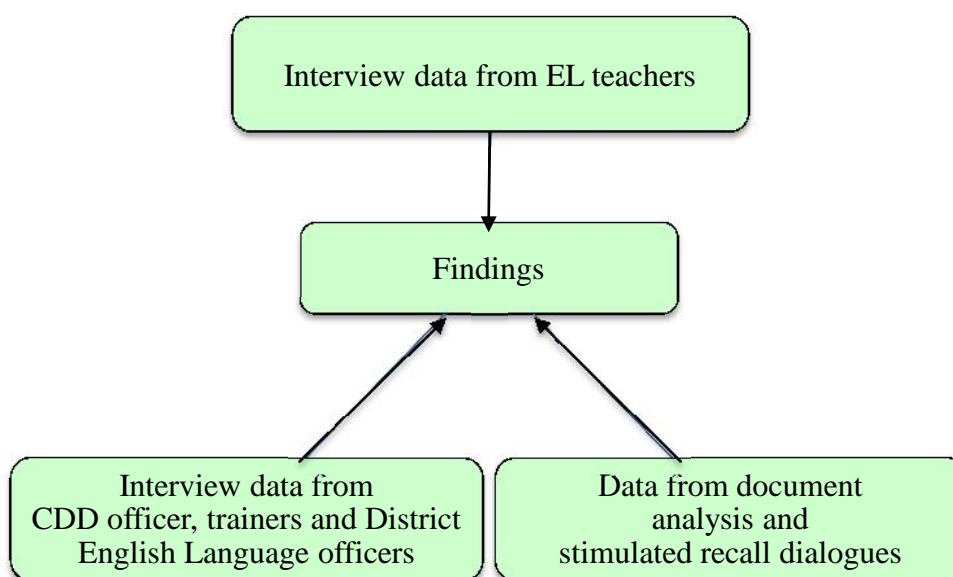 Interview data from EL teachers
Findings
Interview data from
CDD officer, trainers and District
English Language officers
Data from document
analysis and
stimulated recall dialogues